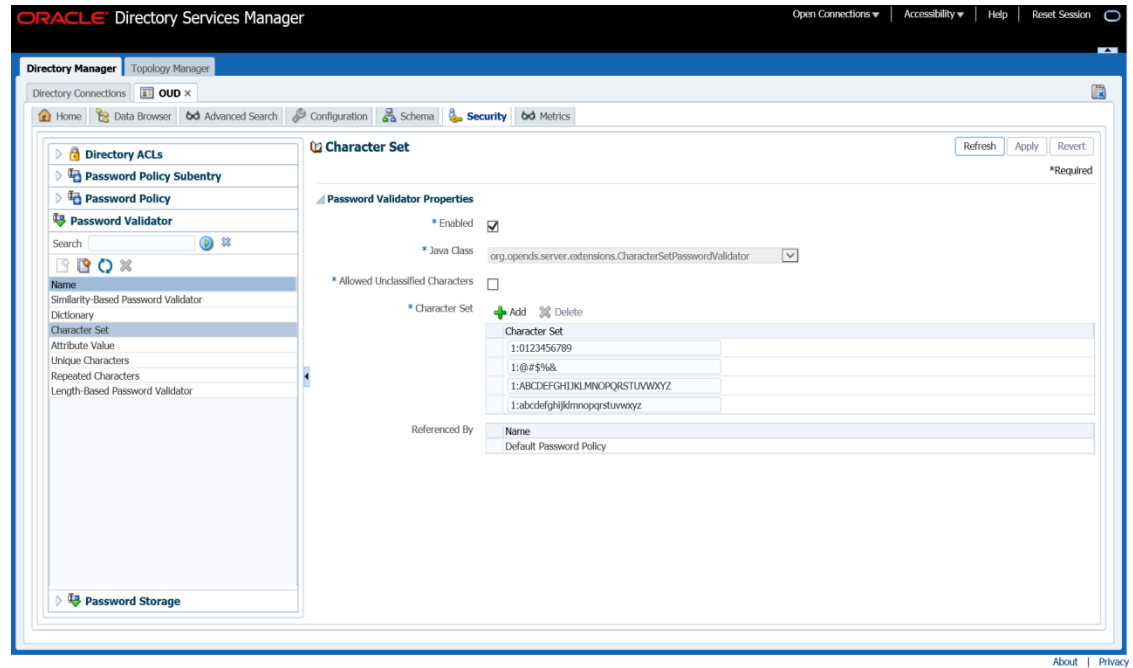 ORACLE Directory Services Manager
Open Connections | Accessibility | Help | Reset Session
Directory Manager Topology Manager
Directory Connections OUD ×
Home Data Browser Advanced Search Configuration Schema Security Metrics
Directory ACLs
Password Policy Subentry
Password Policy
Password Validator
Search
Name
Similarity-Based Password Validator
Dictionary
Character Set
Attribute Value
Unique Characters
Repeated Characters
Length-Based Password Validator
Password Storage
Character Set
Refresh Apply Revert
*Required
Password Validator Properties
* Enabled
* Java Class org.opends.server.extensions.CharacterSetPasswordValidator
* Allowed Unclassified Characters
* Character Set Add Delete
Character Set
1:0123456789
1:@#$%&
1:ABCDEFGHIJKLMNOPQRSTUVWXYZ
1:abcdefghijklmnopqrstuvwxyz
Referenced By Name
Default Password Policy
About | Privacy